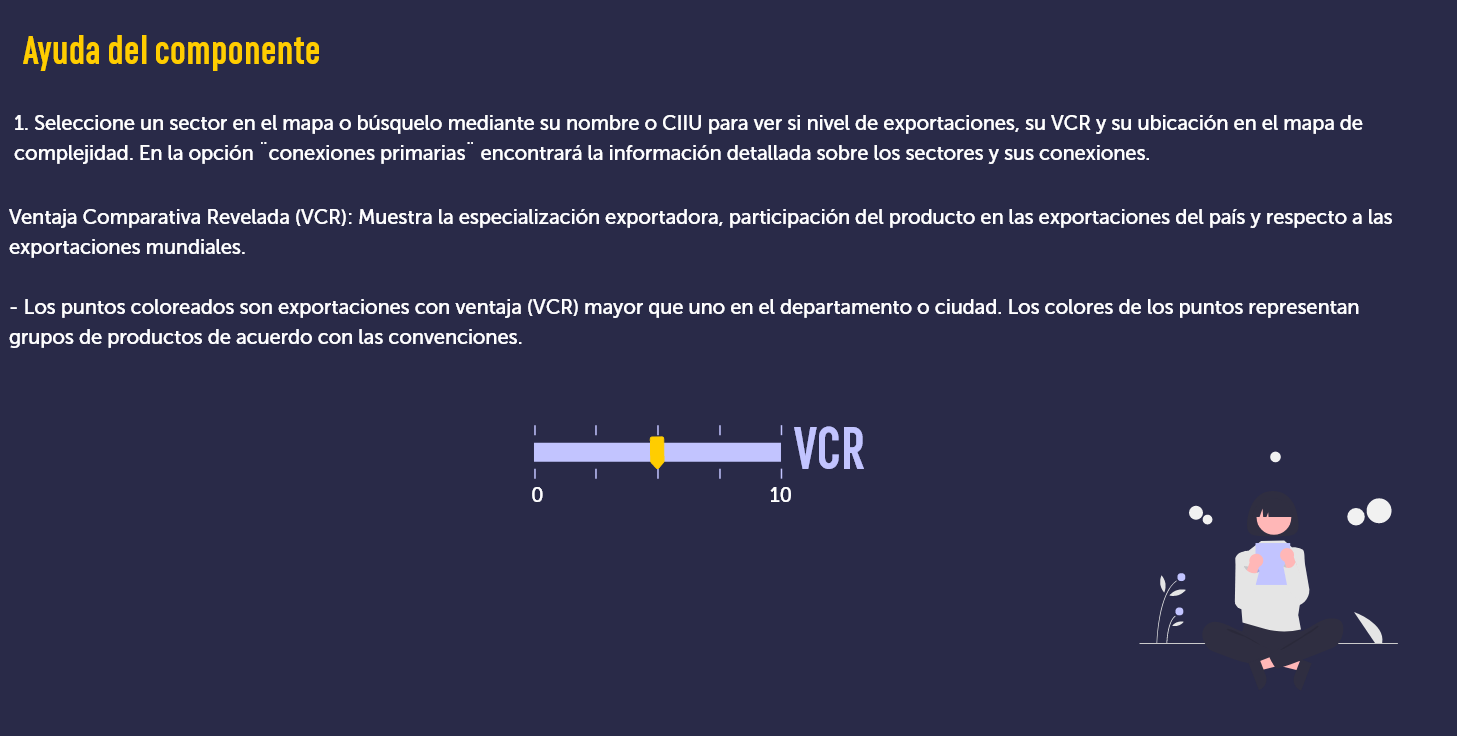 Ayuda del componente
1. Seleccione un sector en el mapa o búsquelo mediante su nombre o CIIU para ver si nivel de exportaciones, su VCR y su ubicación en el mapa de
complejidad. En la opción ¨conexiones primarias¨ encontrará la información detallada sobre los sectores y sus conexiones.
Ventaja Comparativa Revelada (VCR): Muestra la especialización exportadora, participación del producto en las exportaciones del país y respecto a las
exportaciones mundiales.
- Los puntos coloreados son exportaciones con ventaja (VCR) mayor que uno en el departamento o ciudad. Los colores de los puntos representan
grupos de productos de acuerdo con las convenciones.
VCR
0 10